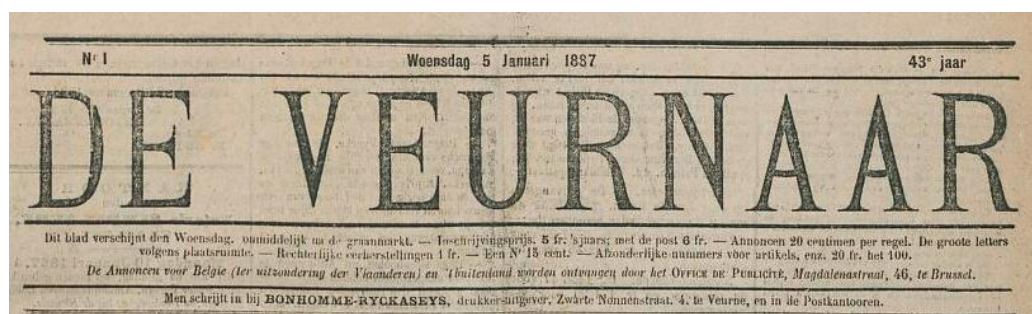 Nr 1 Woensdag 5 Januari 1887 43e jaar
DE VEURNAAR
Dit blad verschijnt den Woensdag, onmiddelijk na de graanmarkt. — Inschrijvingsprijs, 5 fr. 'sjaars; met de post 6 fr. — Annoncen 20 centimen per regel. De groote letters
volgens plaatsruimte. — Rechterlijke eerherstellingen 1 fr. — Een Nr 15 cent. — Afzonderlijke nummers voor artikels, enz. 20 fr. het 100.
De Annoncen voor Belgie (ter uitzondering der Vlaanderen) en 'tbuitenland worden ontvangen door het OFFICE DE PUBLICITÉ, Magdalenastraat, 46, te Brussel.
Men schrijft in bij BONHOMME-RYCKASEYS, drukker-uitgever, Zwarte Nonnenstraat, 4, te Veurne, en in de Postkantooren.